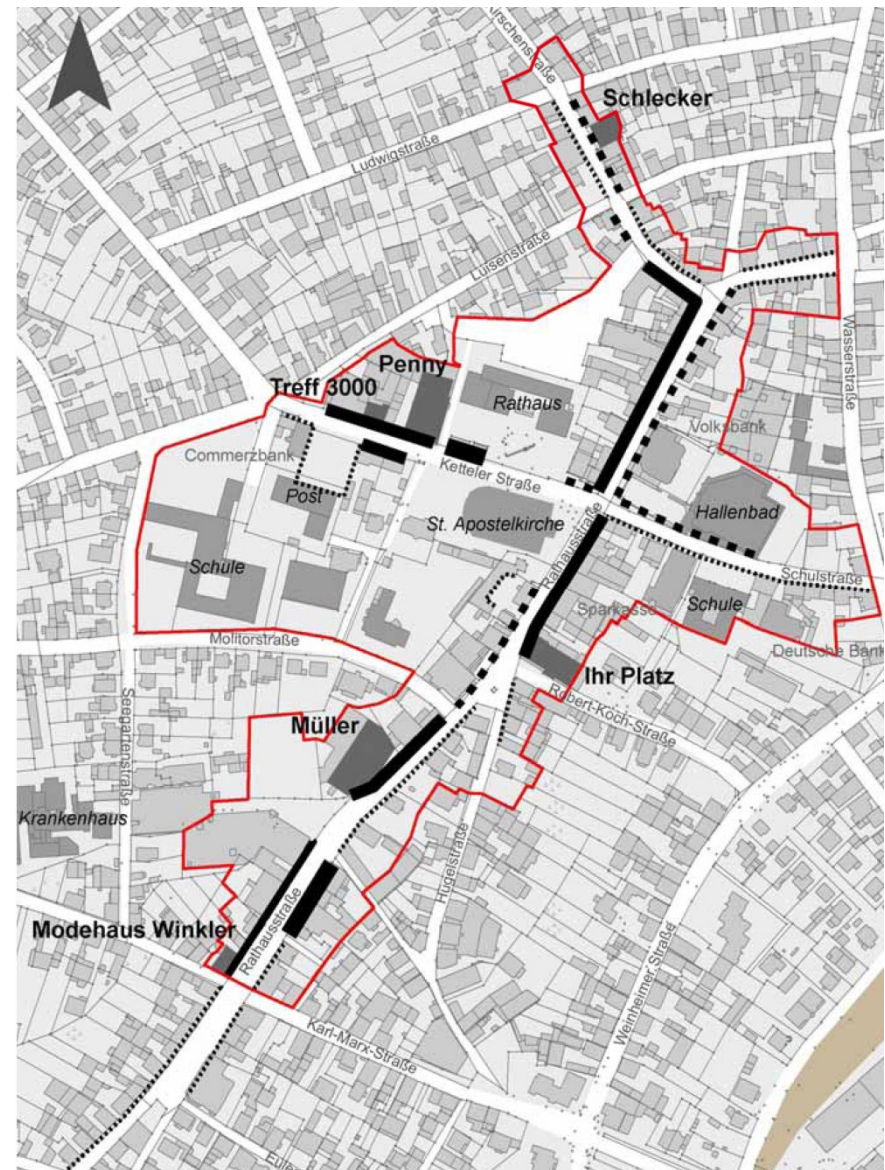 Kirschenstraße
Schlecker
Ludwigstraße
Luisenstraße
Wasserstraße
Penny
Treff 3000
Rathaus
Volksbank
Commerzbank
Ketteler Straße
Post
St. Apostelkirche
Hallenbad
Rathausstraße
Schulstraße
Schule
Sparkasse
Schule
Molitorstraße
Deutsche Bank
Ihr Platz
Robert-Koch-Straße
Seegartenstraße
Müller
Krankenhaus
Hügelstraße
Modehaus Winkler
Rathausstraße
Weinheimer Straße
Karl-Marx-Straße